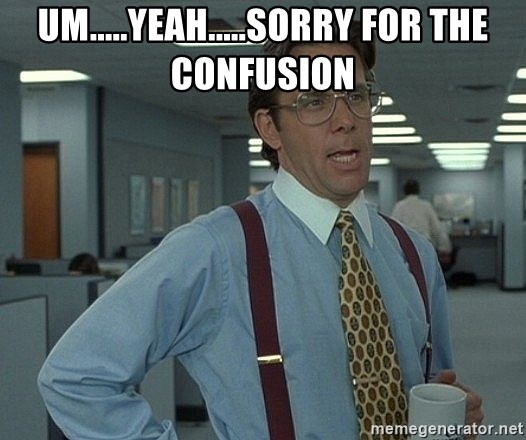 UM.....YEAH.....SORRY FOR THE
CONFUSION
memegenerator.net